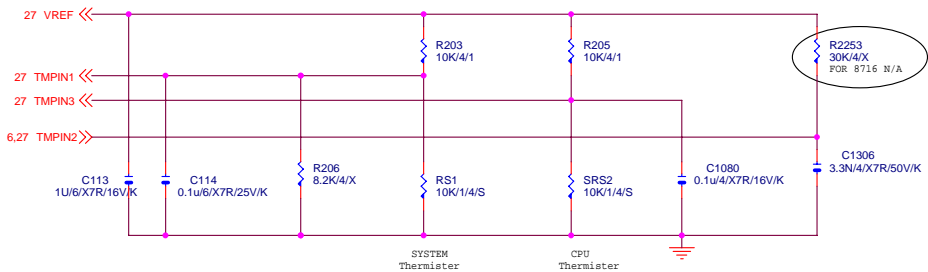 27 VREF
R203
10K/4/1
R205
10K/4/1
R2253
30K/4/X
FOR 8716 N/A
27 TMPIN1
27 TMPIN3
6,27 TMPIN2
C113
1U/6/X7R/16V/K
C114
0.1u/6/X7R/25V/K
R206
8.2K/4/X
RS1
10K/1/4/S
SRS2
10K/1/4/S
C1080
0.1u/4/X7R/16V/K
C1306
3.3N/4/X7R/50V/K
SYSTEM
Thermister
CPU
Thermister